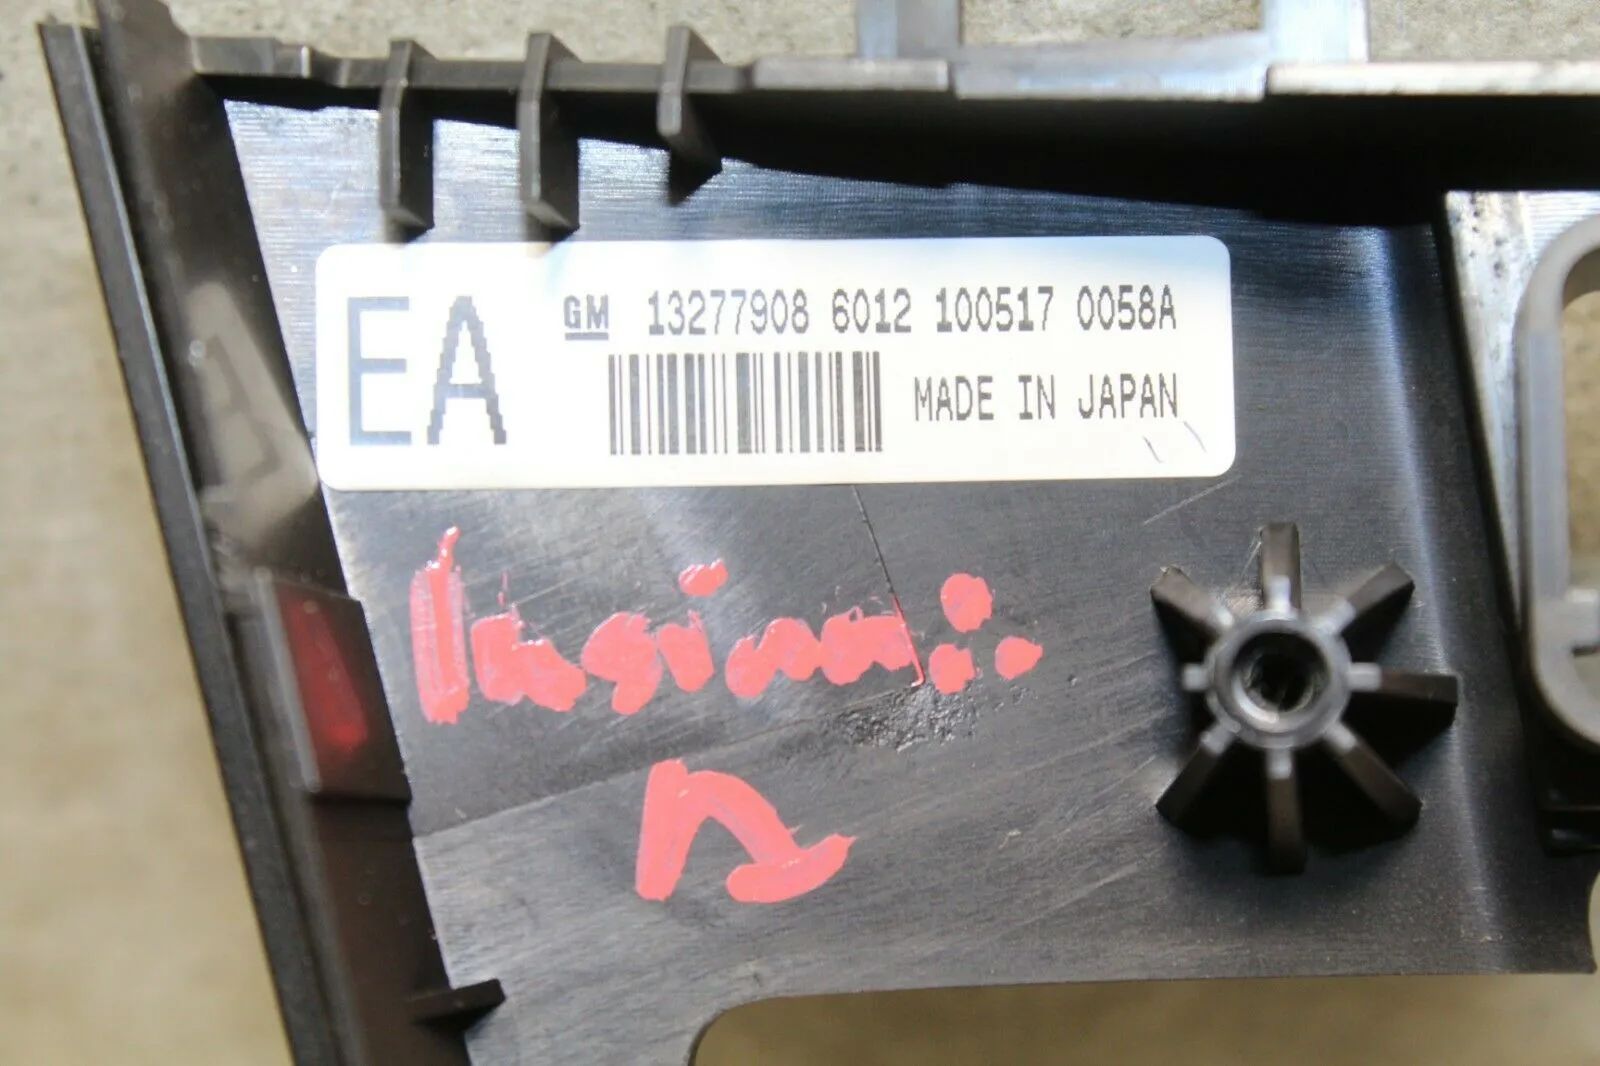 EA GM 13277908 6012 100517 0058A
MADE IN JAPAN